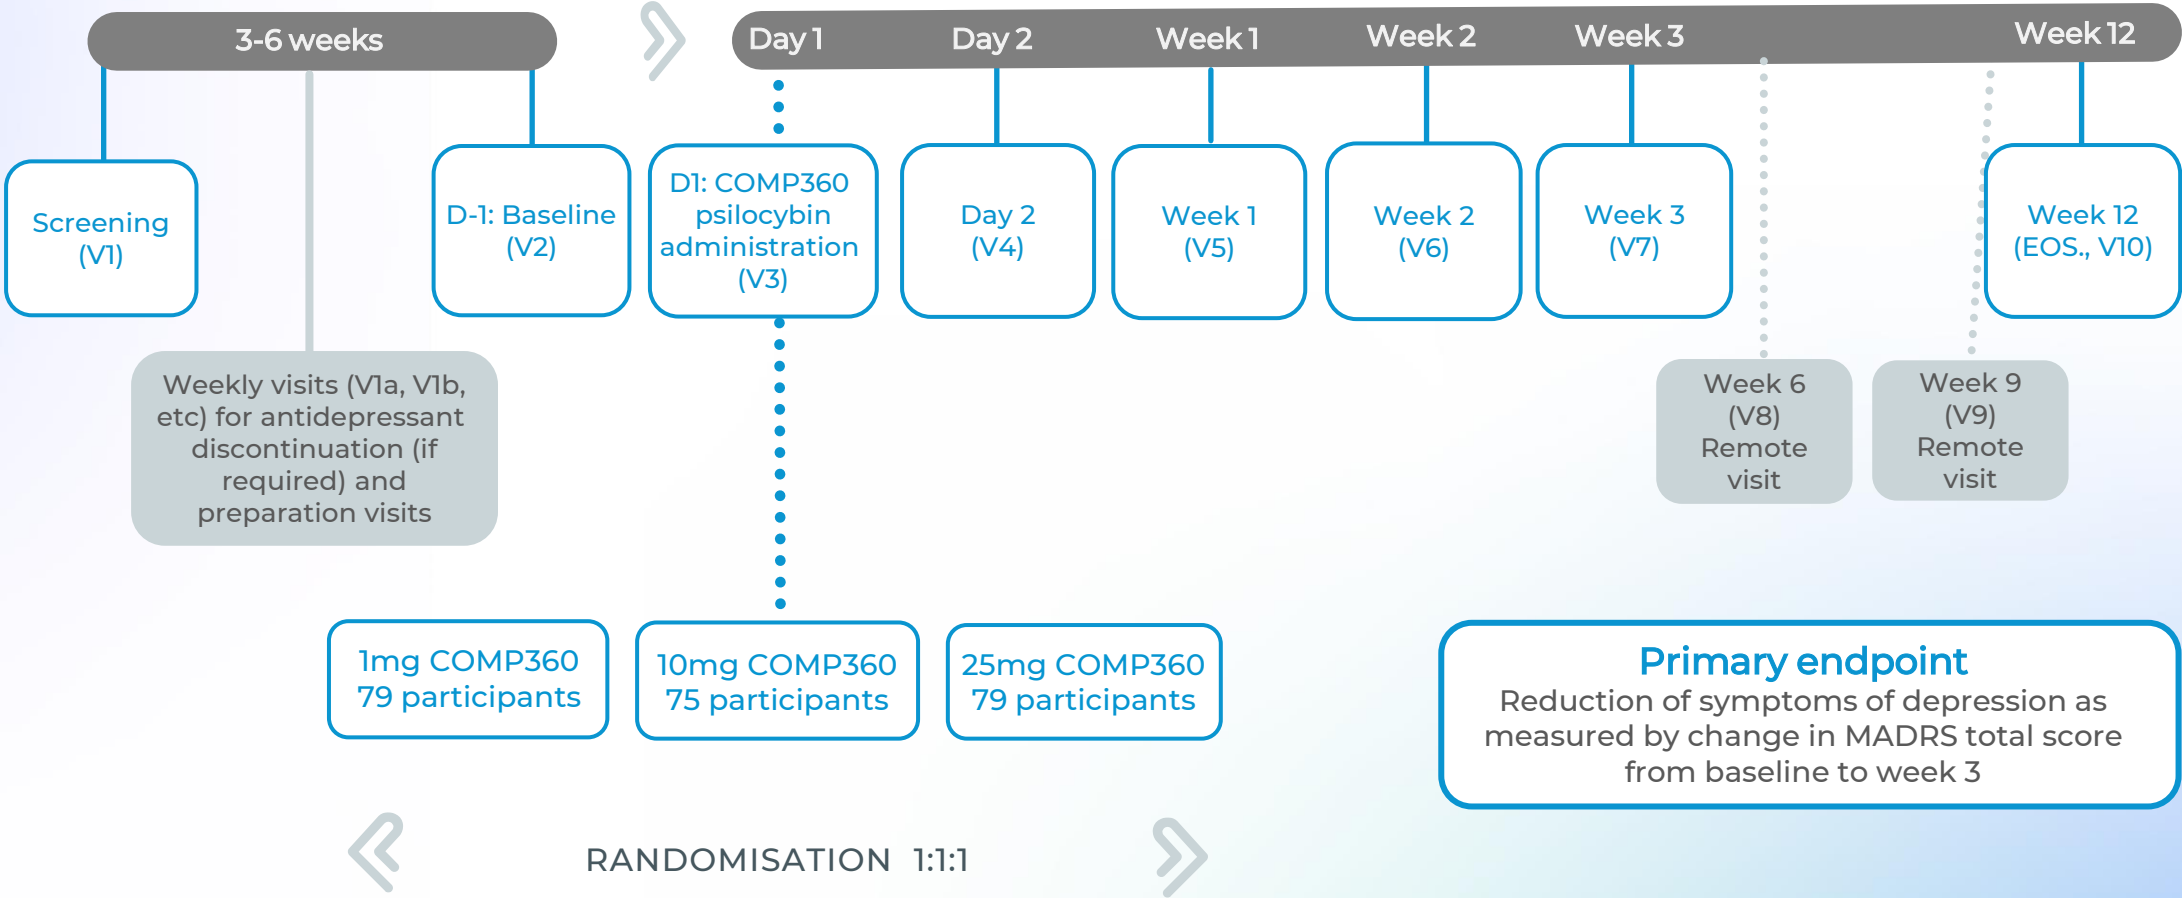 3-6 weeks
Day 1
Day 2
Week 1
Week 2
Week 3
Week 12
Screening
(V1)
D-1: Baseline
(V2)
D1: COMP360
psilocybin
administration
(V3)
Day 2
(V4)
Week 1
(V5)
Week 2
(V6)
Week 3
(V7)
Week 12
(EOS., V10)
Weekly visits (V1a, V1b,
etc) for antidepressant
discontinuation (if
required) and
preparation visits
Week 6
(V8)
Remote
visit
Week 9
(V9)
Remote
visit
1mg COMP360
79 participants
10mg COMP360
75 participants
25mg COMP360
79 participants
Primary endpoint
Reduction of symptoms of depression as
measured by change in MADRS total score
from baseline to week 3
RANDOMISATION 1:1:1